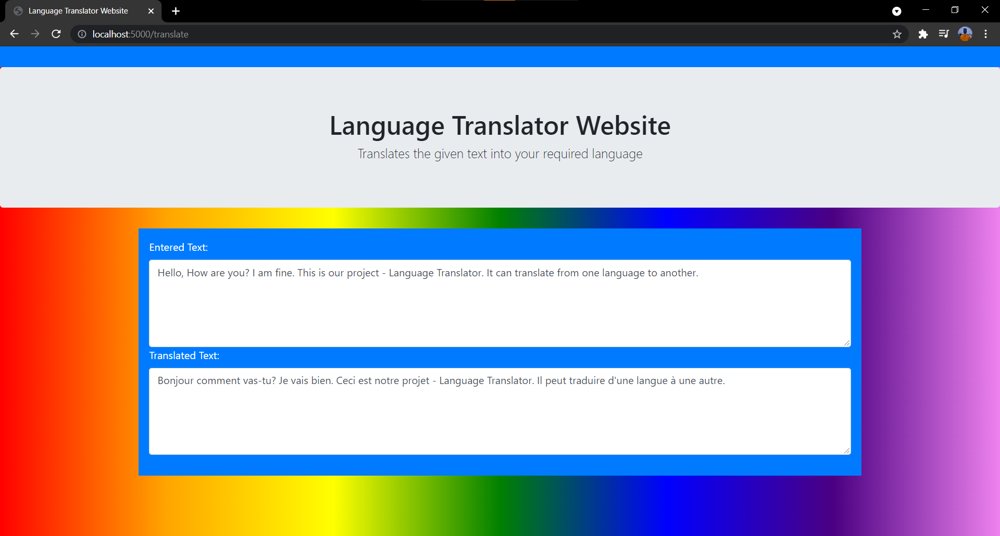 Language Translator Website
localhost:5000/translate
Language Translator Website
Translates the given text into your required language
Entered Text:
Hello, How are you? I am fine. This is our project - Language Translator. It can translate from one language to another.
Translated Text:
Bonjour comment vas-tu? Je vais bien. Ceci est notre projet - Language Translator. Il peut traduire d'une langue à une autre.